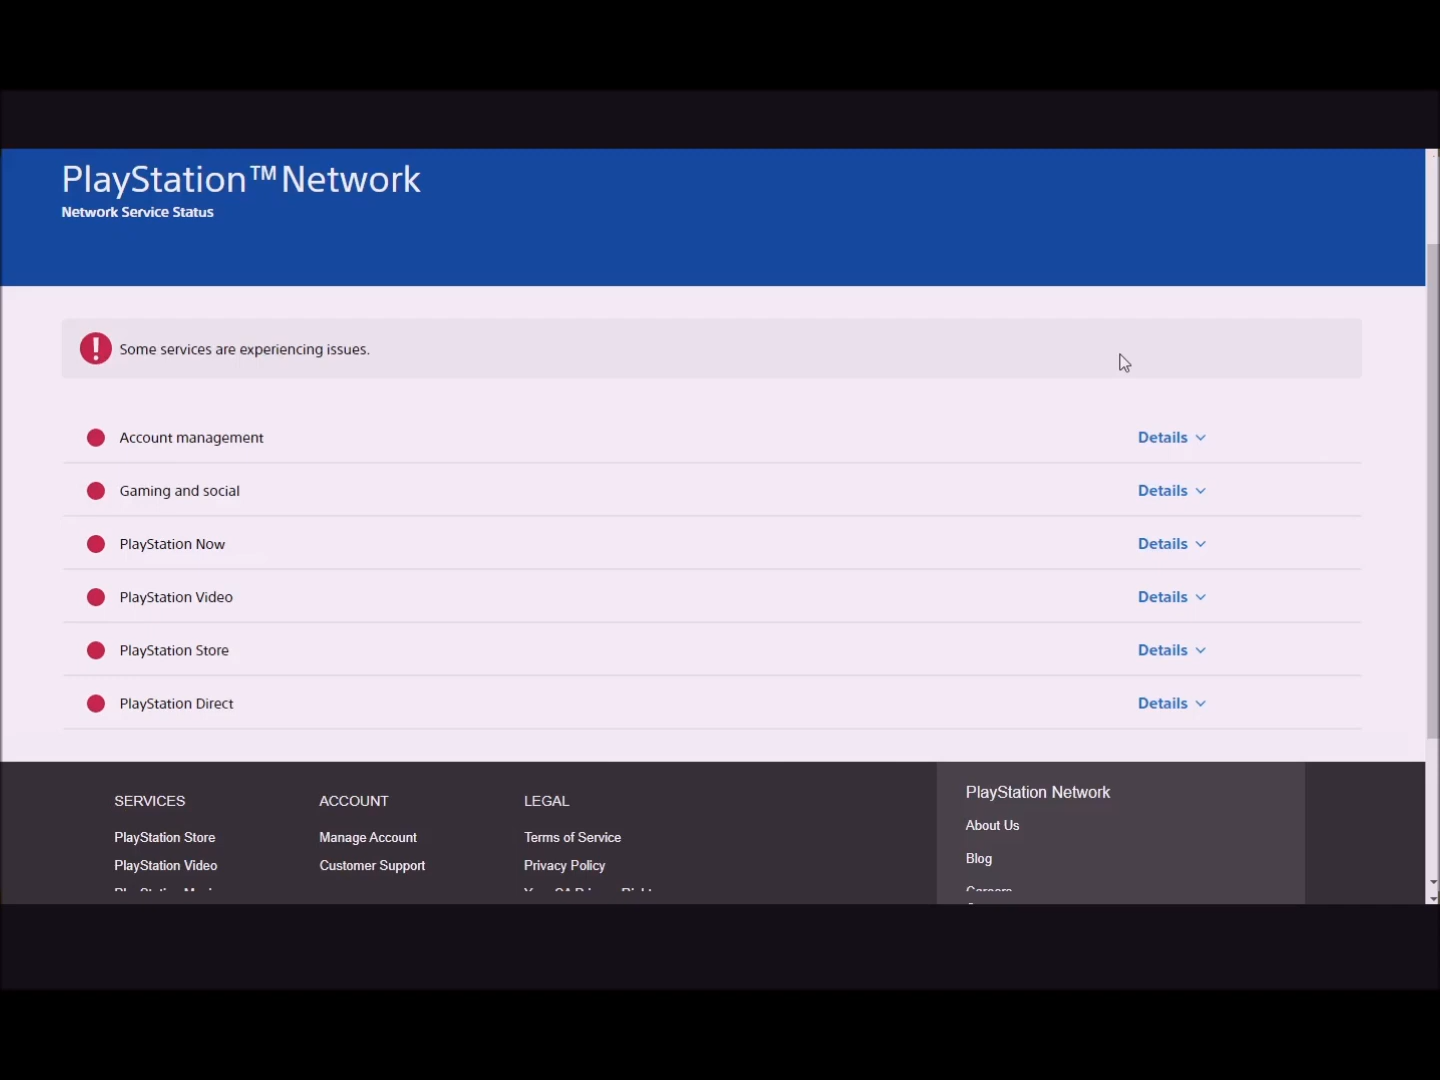 PlayStation™Network
Network Service Status
Some services are experiencing issues.
Account management Details
Gaming and social Details
PlayStation Now Details
PlayStation Video Details
PlayStation Store Details
PlayStation Direct Details
SERVICES ACCOUNT LEGAL PlayStation Network
PlayStation Store Manage Account Terms of Service About Us
PlayStation Video Customer Support Privacy Policy Blog